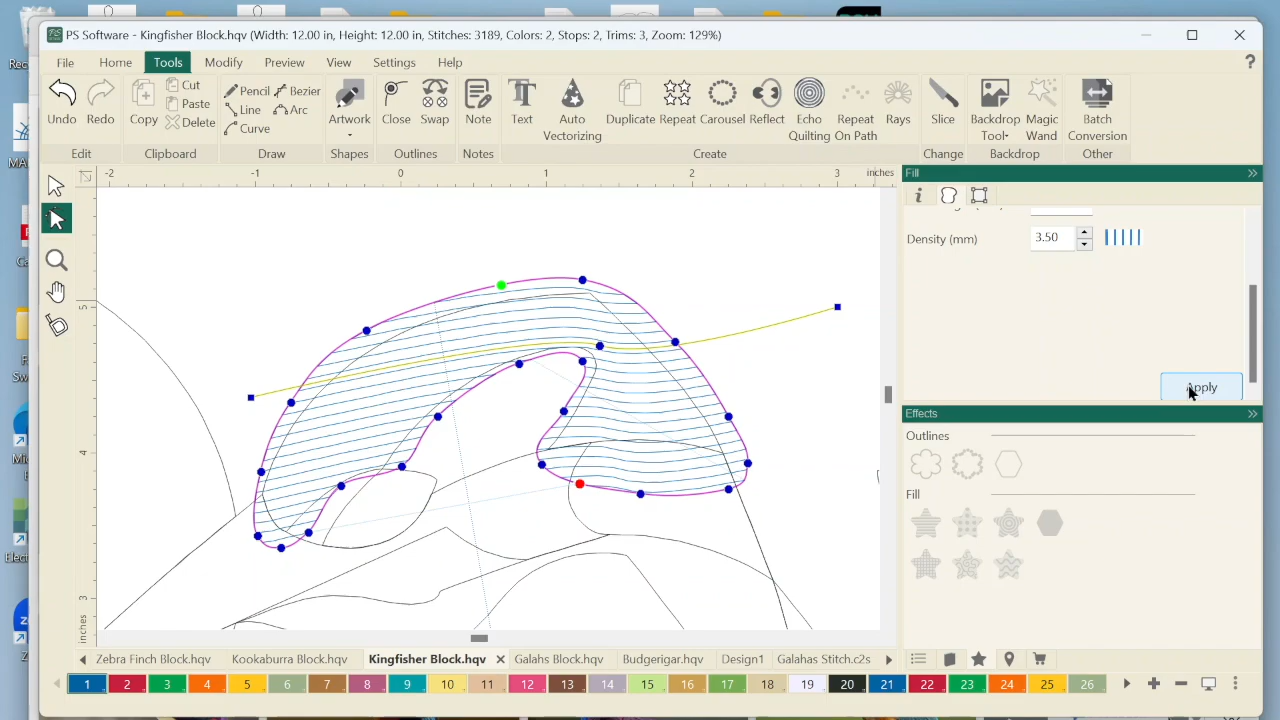 PS Software - Kingfisher Block.hqv (Width: 12.00 in, Height: 12.00 in, Stitches: 3189, Colors: 2, Stops: 2, Trims: 3, Zoom: 129%)
File Home Tools Modify Preview View Settings Help ?
Undo Redo Copy Cut Paste Delete Pencil Bezier Line Arc Curve Artwork Close Swap Note Text Auto Vectorizing Duplicate Repeat Carousel Reflect Echo Quilting Repeat On Path Rays Slice Backdrop Tool Magic Wand Batch Conversion
Edit Clipboard Draw Shapes Outlines Notes Create Change Backdrop Other
-2 -1 0 1 2 3 inches
5
4
3
inches
Fill
Density (mm) 3.50
Apply
Effects
Outlines
Fill
Zebra Finch Block.hqv Kookaburra Block.hqv Kingfisher Block.hqv Galahs Block.hqv Budgerigar.hqv Design1 Galahas Stitch.c2s
1 2 3 4 5 6 7 8 9 10 11 12 13 14 15 16 17 18 19 20 21 22 23 24 25 26